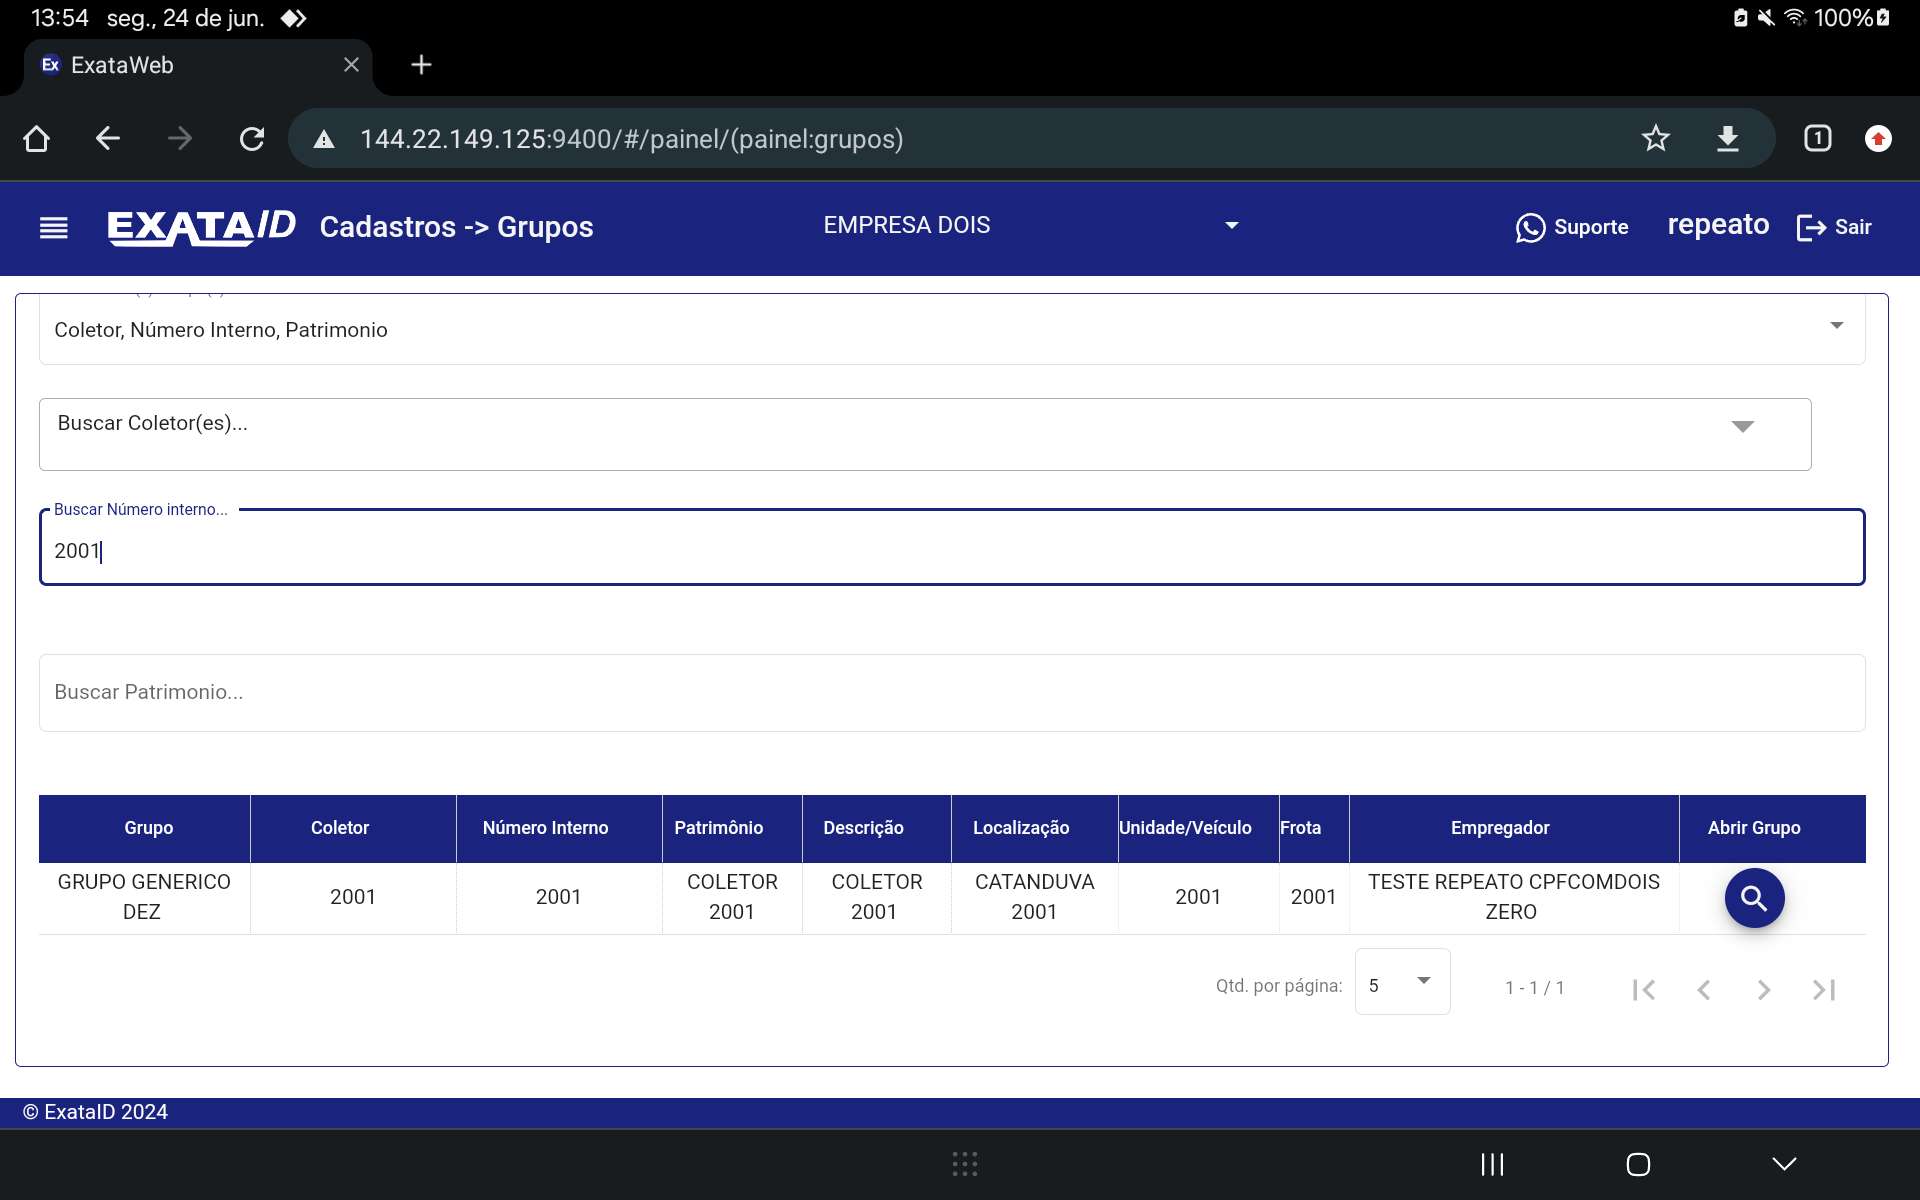 13:54 seg., 24 de jun. 100%
Ex ExataWeb
144.22.149.125:9400/#/painel/(painel:grupos) 1
EXATAID Cadastros -> Grupos EMPRESA DOIS Suporte repeato Sair
Coletor, Número Interno, Patrimonio
Buscar Coletor(es)...
Buscar Número interno...
2001
Buscar Patrimonio...
Grupo Coletor Número Interno Patrimônio Descrição Localização Unidade/Veículo Frota Empregador Abrir Grupo
GRUPO GENERICO DEZ 2001 2001 COLETOR 2001 COLETOR 2001 CATANDUVA 2001 2001 2001 TESTE REPEATO CPFCOMDOIS ZERO
Qtd. por página: 5 1 - 1 / 1
© ExataID 2024